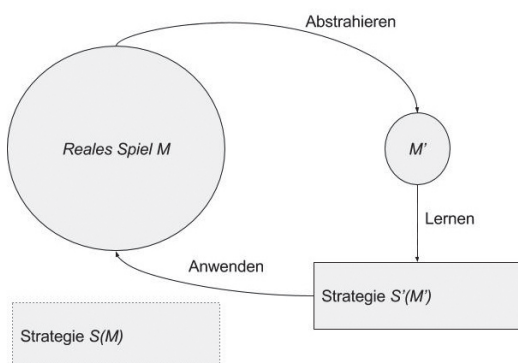 Abstrahieren
Reales Spiel M
M'
Lernen
Anwenden
Strategie S'(M')
Strategie S(M)